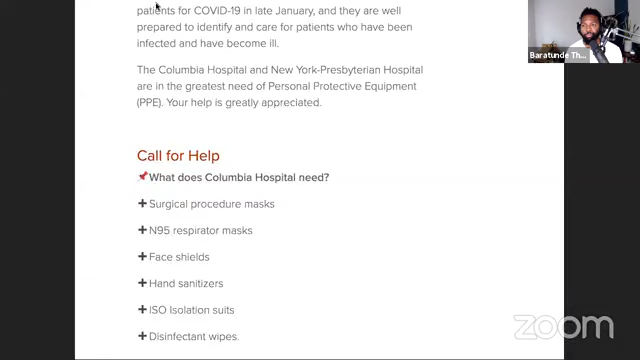 patients for COVID-19 in late January, and they are well
prepared to identify and care for patients who have been
infected and have become ill.
The Columbia Hospital and New York-Presbyterian Hospital
are in the greatest need of Personal Protective Equipment
(PPE). Your help is greatly appreciated.
Call for Help
What does Columbia Hospital need?
Surgical procedure masks
N95 respirator masks
Face shields
Hand sanitizers
ISO Isolation suits
Disinfectant wipes.
Baratunde Th...
zoom